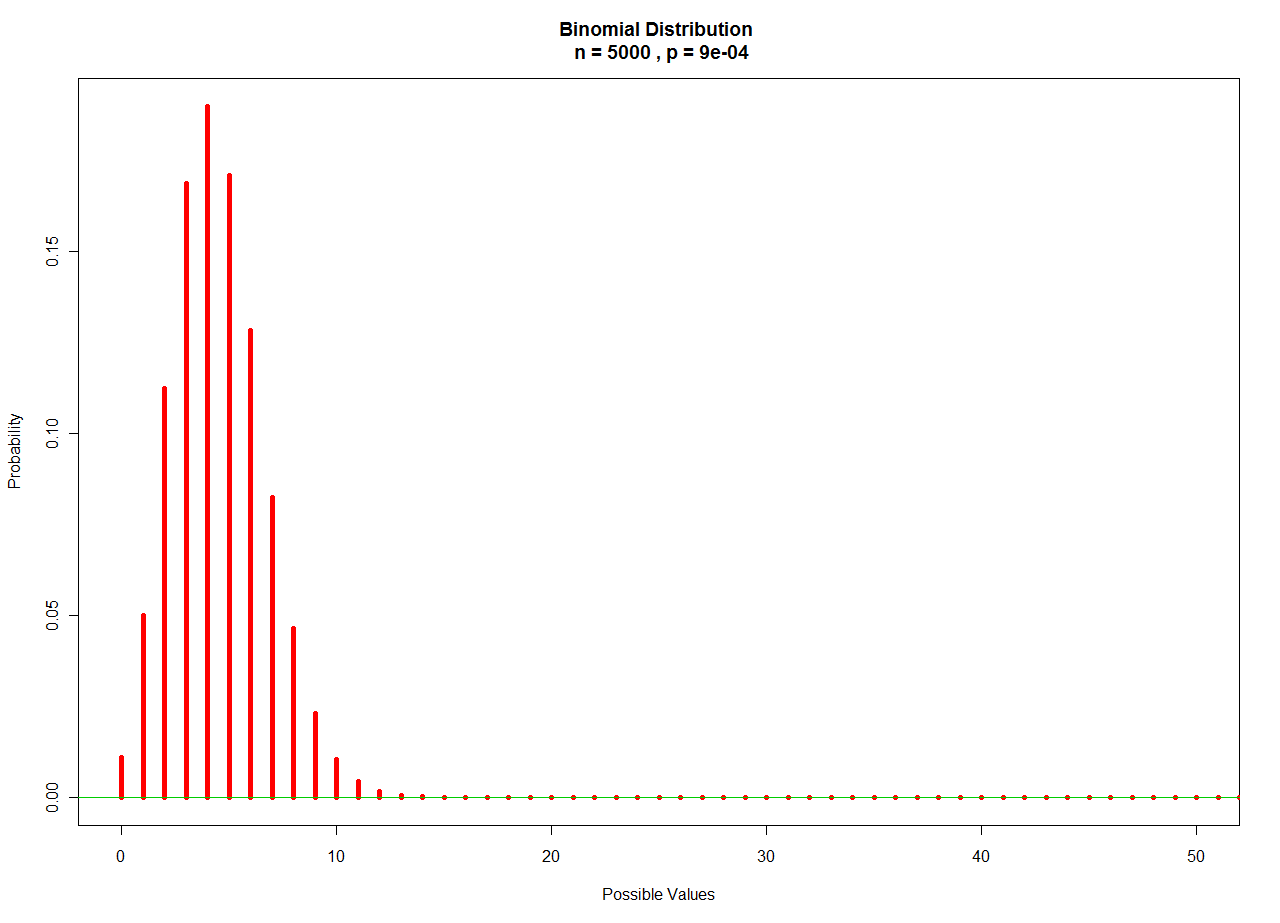 Binomial Distribution
n = 5000 , p = 9e-04
Probability
0.15
0.10
0.05
0.00
0 10 20 30 40 50
Possible Values